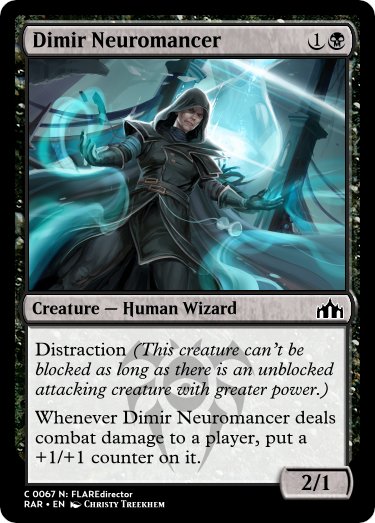 Dimir Neuromancer 1
Creature — Human Wizard
Distraction (This creature can't be
blocked as long as there is an unblocked
attacking creature with greater power.)
Whenever Dimir Neuromancer deals
combat damage to a player, put a
+1/+1 counter on it.
2/1
C 0067 N: FLAREdirector
RAR • EN Christy Treekhem